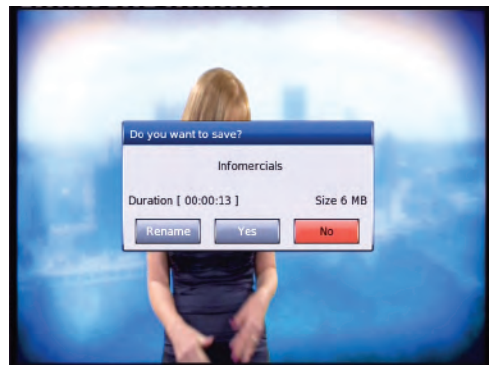 Do you want to save?
Infomercials
Duration [ 00:00:13 ] Size 6 MB
Rename Yes No